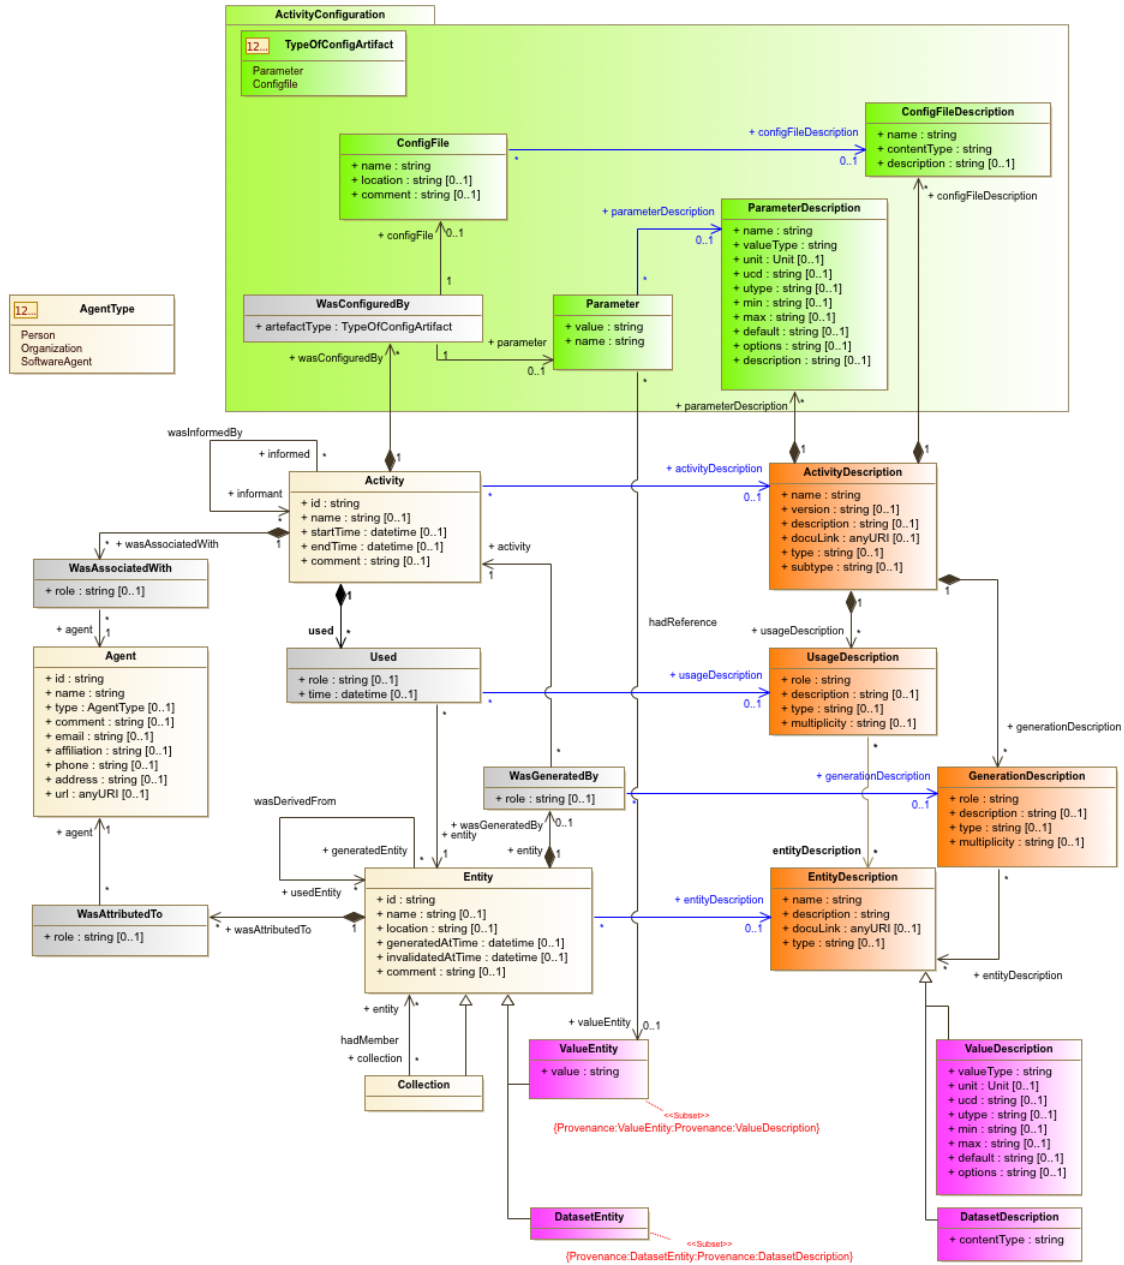 ActivityConfiguration
12...
TypeOfConfigArtifact
Parameter
Configfile
ConfigFileDescription
+ name : string
+ contentType : string
+ description : string [0..1]
+ configFileDescription
*
0..1
ConfigFile
+ name : string
+ location : string [0..1]
+ comment : string [0..1]
*
+ configFileDescription
+ configFile
0..1
1
ParameterDescription
+ name : string
+ valueType : string
+ unit : Unit [0..1]
+ ucd : string [0..1]
+ utype : string [0..1]
+ min : string [0..1]
+ max : string [0..1]
+ default : string [0..1]
+ options : string [0..1]
+ description : string [0..1]
+ parameterDescription
0..1
*
WasConfiguredBy
+ artefactType : TypeOfConfigArtifact
+ wasConfiguredBy
*
1
+ parameter
0..1
Parameter
+ value : string
+ name : string
*
12...
AgentType
Person
Organization
SoftwareAgent
+ parameterDescription
*
1
1
wasInformedBy
+ informed
*
+ informant
*
1
Activity
+ id : string
+ name : string [0..1]
+ startTime : datetime [0..1]
+ endTime : datetime [0..1]
+ comment : string [0..1]
+ activityDescription
*
0..1
ActivityDescription
+ name : string
+ version : string [0..1]
+ description : string [0..1]
+ docuLink : anyURI [0..1]
+ type : string [0..1]
+ subtype : string [0..1]
1
* + wasAssociatedWith
+ activity
1
WasAssociatedWith
+ role : string [0..1]
+ agent
*
1
1
used
*
1
1
+ usageDescription
*
hadReference
Agent
+ id : string
+ name : string
+ type : AgentType [0..1]
+ comment : string [0..1]
+ email : string [0..1]
+ affiliation : string [0..1]
+ phone : string [0..1]
+ address : string [0..1]
+ url : anyURI [0..1]
Used
+ role : string [0..1]
+ time : datetime [0..1]
+ usageDescription
*
0..1
UsageDescription
+ role : string
+ description : string [0..1]
+ type : string [0..1]
+ multiplicity : string [0..1]
*
*
*
+ generationDescription
*
WasGeneratedBy
+ role : string [0..1]
+ generationDescription
*
0..1
GenerationDescription
+ role : string
+ description : string [0..1]
+ type : string [0..1]
+ multiplicity : string [0..1]
+ agent
1
*
wasDerivedFrom
+ generatedEntity
*
+ usedEntity
*
+ wasGeneratedBy
0..1
+ entity
1
+ entity
1
entityDescription
*
WasAttributedTo
+ role : string [0..1]
*
+ wasAttributedTo
1
Entity
+ id : string
+ name : string [0..1]
+ location : string [0..1]
+ generatedAtTime : datetime [0..1]
+ invalidatedAtTime : datetime [0..1]
+ comment : string [0..1]
+ entityDescription
*
0..1
EntityDescription
+ name : string
+ description : string
+ docuLink : anyURI [0..1]
+ type : string [0..1]
*
+ entityDescription
+ entity
*
hadMember
+ collection
*
Collection
+ valueEntity
0..1
ValueEntity
+ value : string
<<Subset>>
{Provenance:ValueEntity:Provenance:ValueDescription}
ValueDescription
+ valueType : string
+ unit : Unit [0..1]
+ ucd : string [0..1]
+ utype : string [0..1]
+ min : string [0..1]
+ max : string [0..1]
+ default : string [0..1]
+ options : string [0..1]
DatasetEntity
<<Subset>>
{Provenance:DatasetEntity:Provenance:DatasetDescription}
DatasetDescription
+ contentType : string